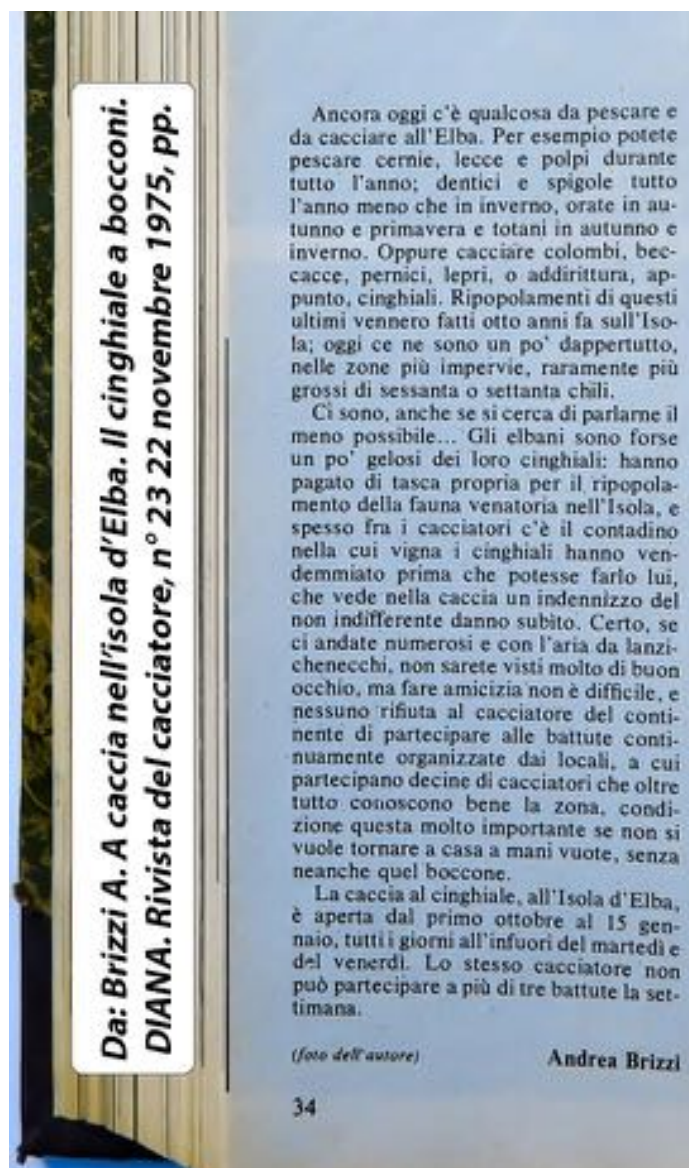 Da: Brizzi A. A caccia nell'isola d'Elba. Il cinghiale a bocconi.
DIANA. Rivista del cacciatore, n° 23 22 novembre 1975, pp.
Ancora oggi c'è qualcosa da pescare e
da cacciare all'Elba. Per esempio potete
pescare cernie, lecce e polpi durante
tutto l'anno; dentici e spigole tutto
l'anno meno che in inverno, orate in au-
tunno e primavera e totani in autunno e
inverno. Oppure cacciare colombi, bec-
cacce, pernici, lepri, o addirittura, ap-
punto, cinghiali. Ripopolamenti di questi
ultimi vennero fatti otto anni fa sull'Iso-
la; oggi ce ne sono un po' dappertutto,
nelle zone più impervie, raramente più
grossi di sessanta o settanta chili.
Ci sono, anche se si cerca di parlarne il
meno possibile... Gli elbani sono forse
un po' gelosi dei loro cinghiali: hanno
pagato di tasca propria per il ripopola-
mento della fauna venatoria nell'Isola, e
spesso fra i cacciatori c'è il contadino
nella cui vigna i cinghiali hanno ven-
demmiato prima che potesse farlo lui,
che vede nella caccia un indennizzo del
non indifferente danno subito. Certo, se
ci andate numerosi e con l'aria da lanzi-
chenecchi, non sarete visti molto di buon
occhio, ma fare amicizia non è difficile, e
nessuno rifiuta al cacciatore del conti-
nente di partecipare alle battute conti-
nuamente organizzate dai locali, a cui
partecipano decine di cacciatori che oltre
tutto conoscono bene la zona, condi-
zione questa molto importante se non si
vuole tornare a casa a mani vuote, senza
neanche quel boccone.
La caccia al cinghiale, all'Isola d'Elba,
è aperta dal primo ottobre al 15 gen-
naio, tutti i giorni all'infuori del martedì e
del venerdì. Lo stesso cacciatore non
può partecipare a più di tre battute la set-
timana.
(foto dell'autore) Andrea Brizzi
34